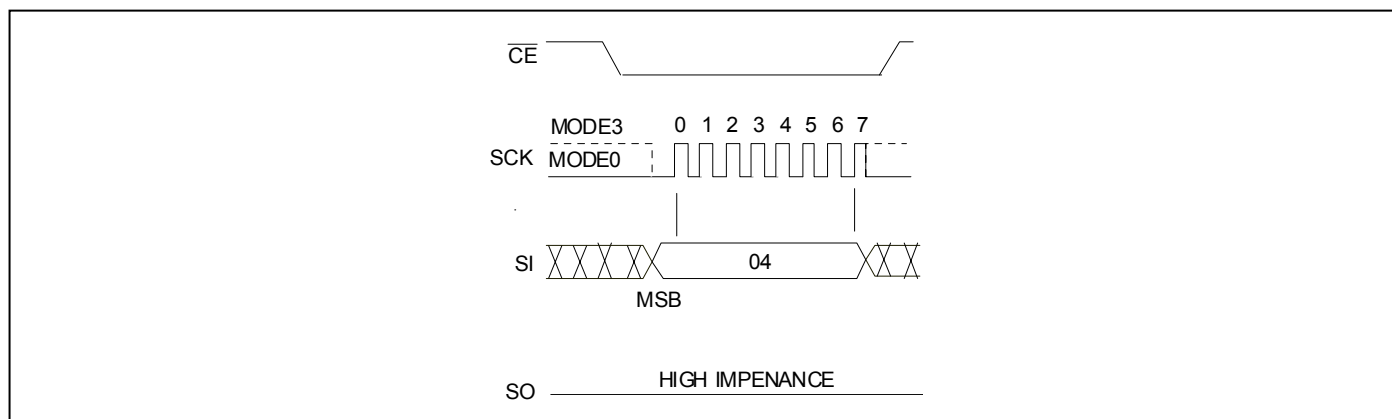 CE
MODE3 0 1 2 3 4 5 6 7
SCK MODE0
SI 04
MSB
HIGH IMPENANCE
SO